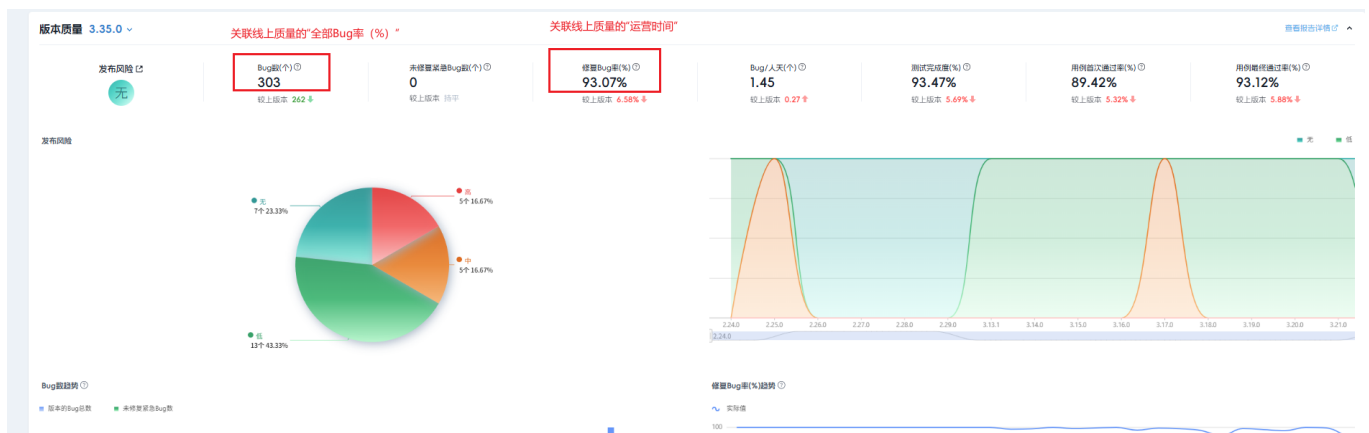 版本质量 3.35.0
关联线上质量的“全部Bug率（%）“
关联线上质量的“运营时间“
查看报告详情
发布风险
无
Bug数(个)
303
较上版本 262
未修复紧急Bug数(个)
0
较上版本 持平
修复Bug率(%)
93.07%
较上版本 6.58%
Bug/人天(个)
1.45
较上版本 0.27
测试完成度(%)
93.47%
较上版本 5.69%
用例首次通过率(%)
89.42%
较上版本 5.32%
用例最终通过率(%)
93.12%
较上版本 5.88%
发布风险
无
7个 23.33%
高
5个 16.67%
中
5个 16.67%
低
13个 43.33%
无 低
2.24.0 2.25.0 2.26.0 2.27.0 2.28.0 2.29.0 3.13.1 3.14.0 3.15.0 3.16.0 3.17.0 3.18.0 3.19.0 3.20.0 3.21.0
2.24.0
Bug数趋势
版本的Bug总数 未修复紧急Bug数
修复Bug率(%)趋势
实际值
100